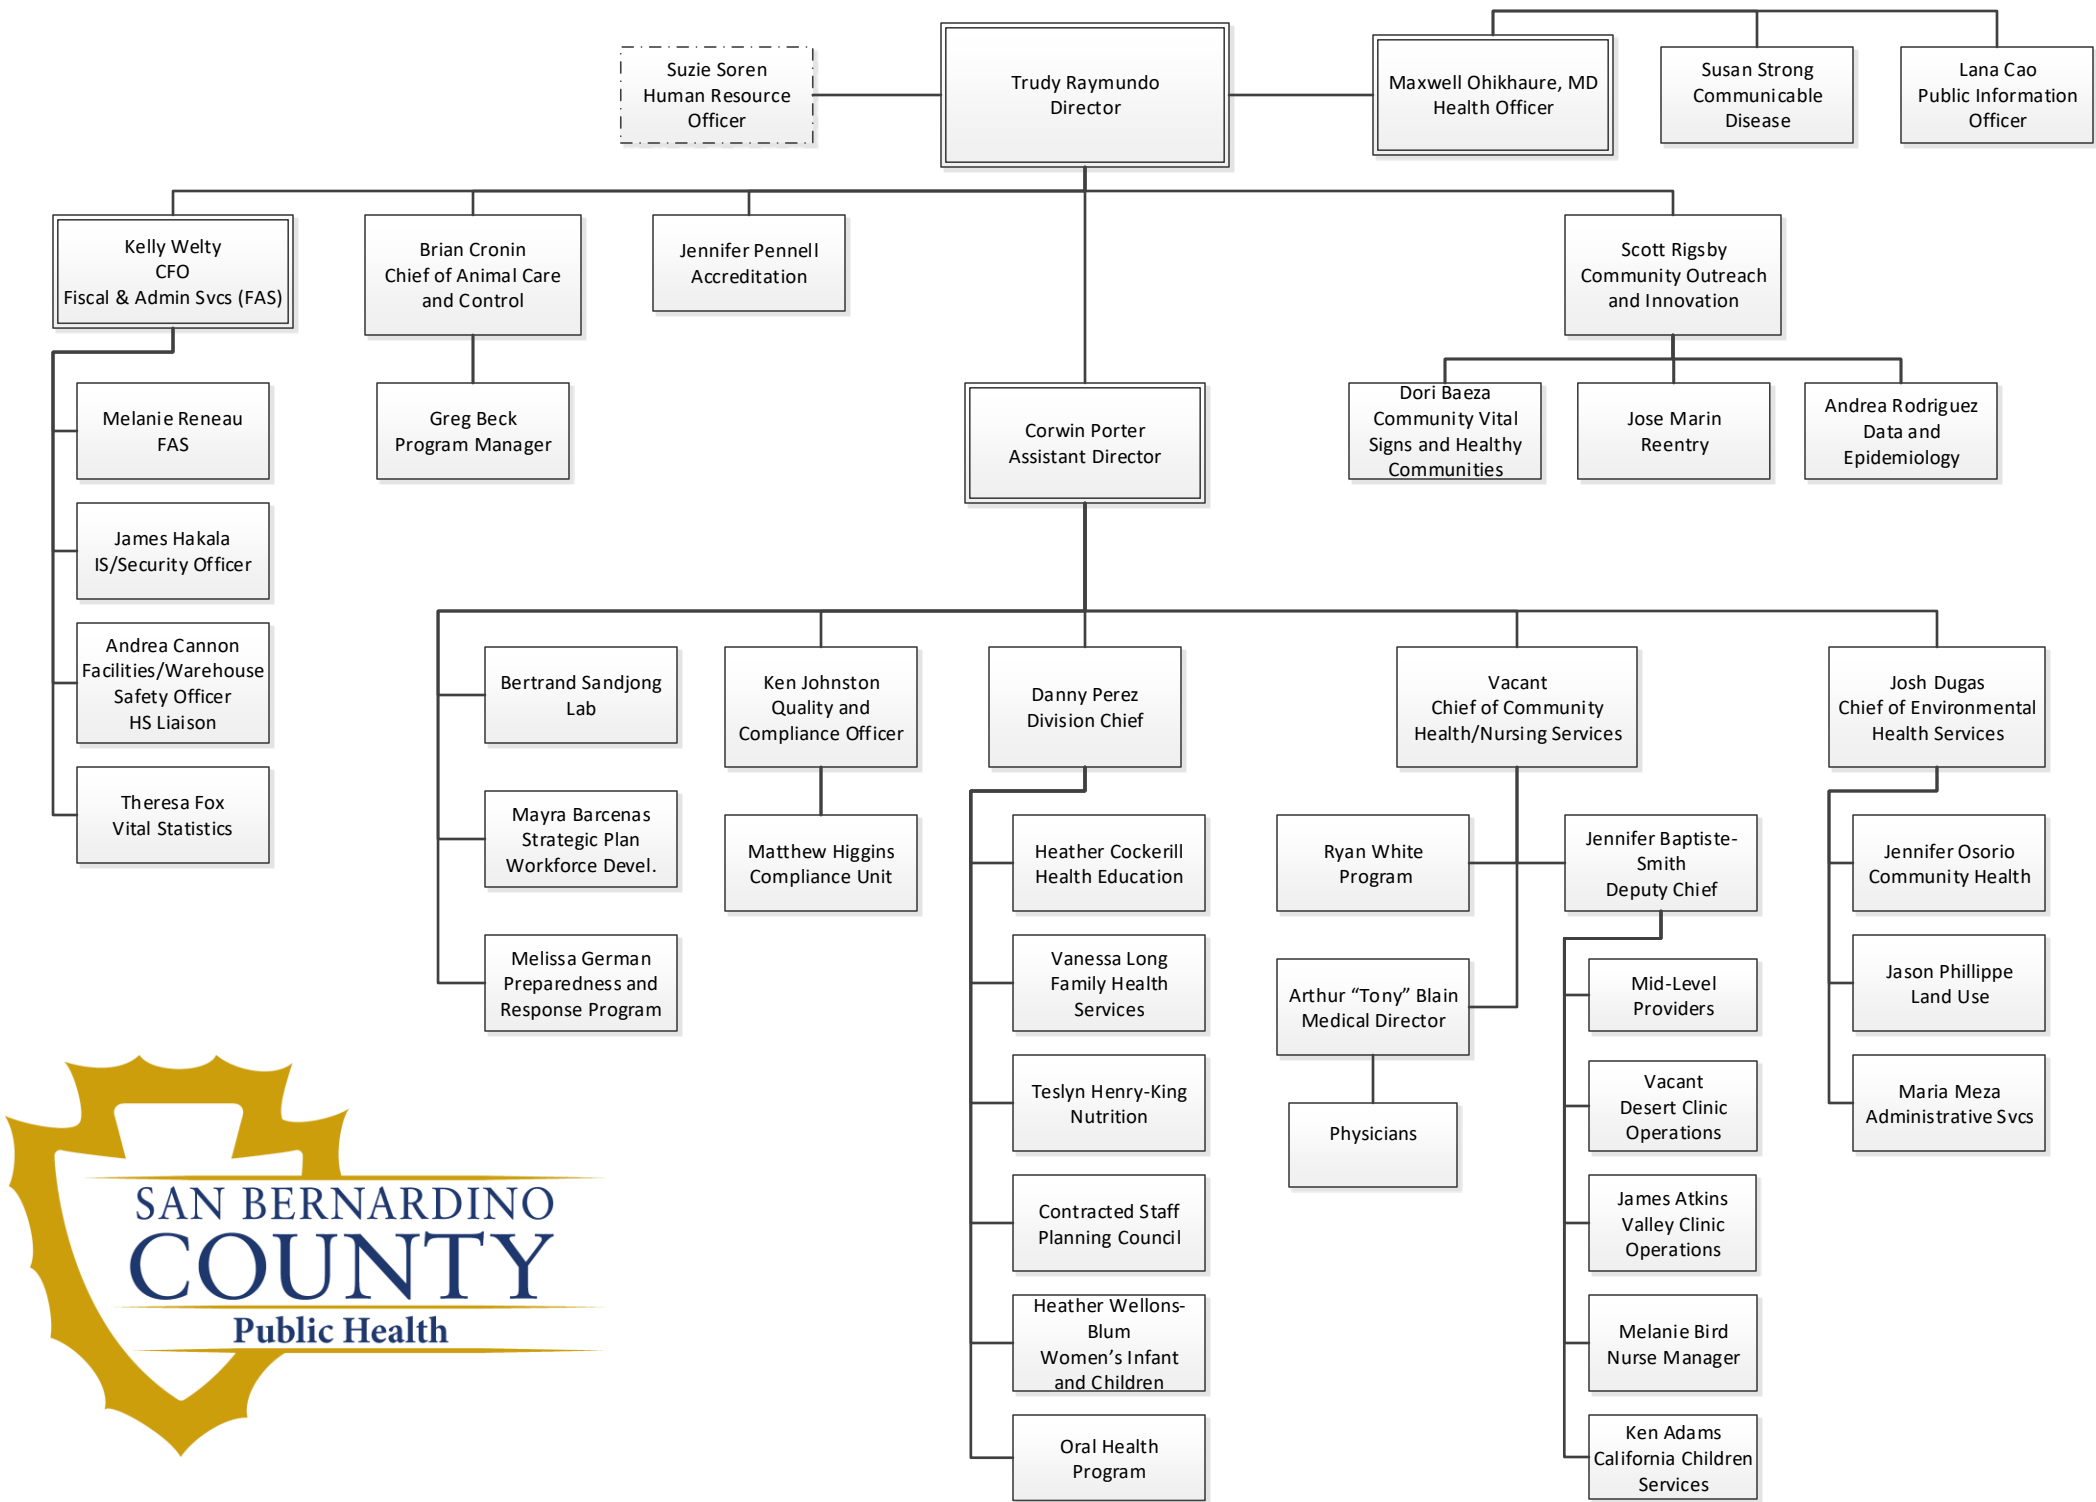 Suzie Soren
Human Resource
Officer
Trudy Raymundo
Director
Maxwell Ohikhaure, MD
Health Officer
Susan Strong
Communicable
Disease
Lana Cao
Public Information
Officer
Kelly Welty
CFO
Fiscal & Admin Svcs (FAS)
Brian Cronin
Chief of Animal Care
and Control
Jennifer Pennell
Accreditation
Scott Rigsby
Community Outreach
and Innovation
Melanie Reneau
FAS
Greg Beck
Program Manager
Corwin Porter
Assistant Director
Dori Baeza
Community Vital
Signs and Healthy
Communities
Jose Marin
Reentry
Andrea Rodriguez
Data and
Epidemiology
James Hakala
IS/Security Officer
Andrea Cannon
Facilities/Warehouse
Safety Officer
HS Liaison
Theresa Fox
Vital Statistics
Bertrand Sandjong
Lab
Mayra Barcenas
Strategic Plan
Workforce Devel.
Melissa German
Preparedness and
Response Program
Ken Johnston
Quality and
Compliance Officer
Matthew Higgins
Compliance Unit
Danny Perez
Division Chief
Heather Cockerill
Health Education
Vanessa Long
Family Health
Services
Teslyn Henry-King
Nutrition
Contracted Staff
Planning Council
Heather Wellons-
Blum
Women’s Infant
and Children
Oral Health
Program
Vacant
Chief of Community
Health/Nursing Services
Ryan White
Program
Arthur “Tony” Blain
Medical Director
Physicians
Jennifer Baptiste-
Smith
Deputy Chief
Mid-Level
Providers
Vacant
Desert Clinic
Operations
James Atkins
Valley Clinic
Operations
Melanie Bird
Nurse Manager
Ken Adams
California Children
Services
Josh Dugas
Chief of Environmental
Health Services
Jennifer Osorio
Community Health
Jason Phillippe
Land Use
Maria Meza
Administrative Svcs
SAN BERNARDINO
COUNTY
Public Health